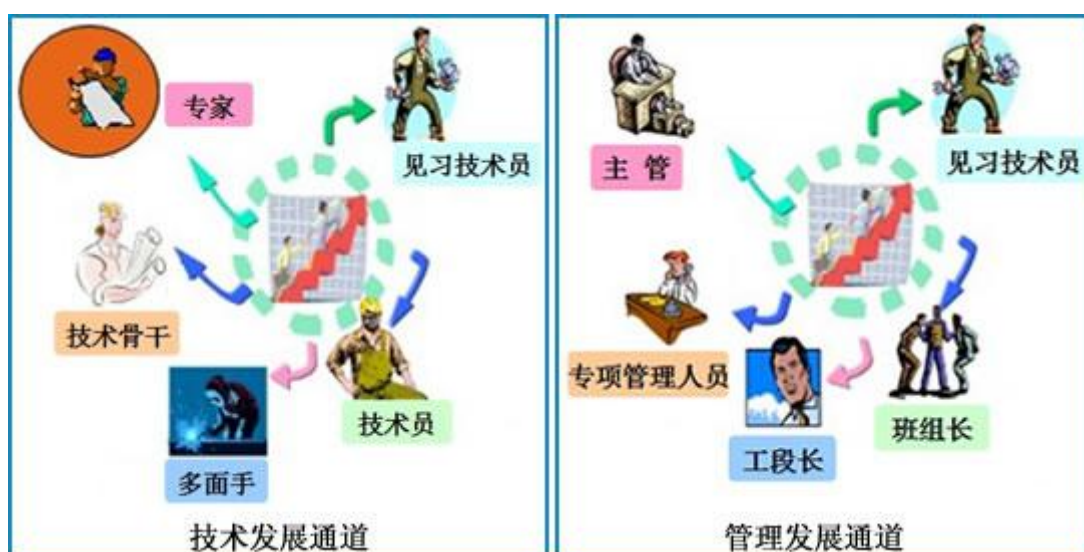 专家
见习技术员
技术骨干
技术员
多面手
技术发展通道
主 管
见习技术员
专项管理人员
班组长
工段长
管理发展通道